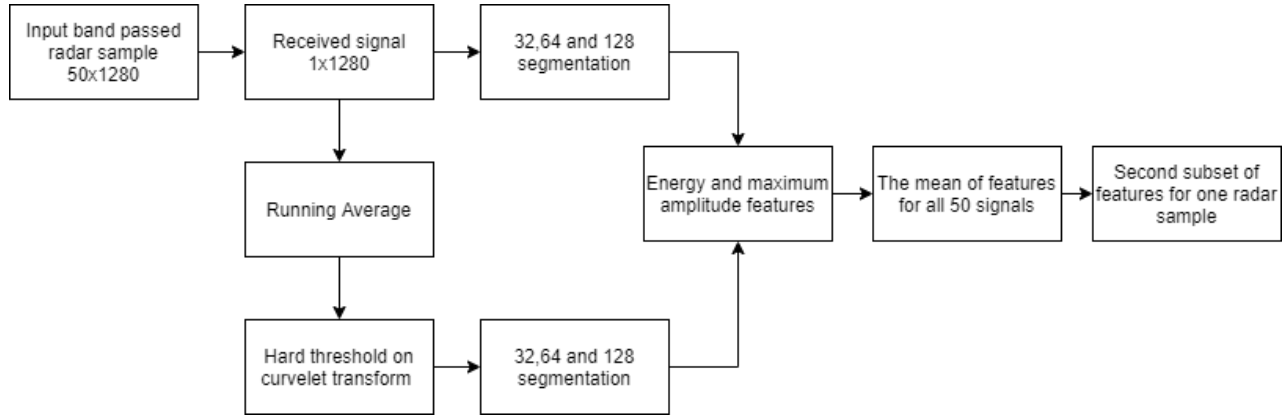 Input band passed
radar sample
50x1280
Received signal
1x1280
32,64 and 128
segmentation
Running Average
Energy and maximum
amplitude features
The mean of features
for all 50 signals
Second subset of
features for one radar
sample
Hard threshold on
curvelet transform
32,64 and 128
segmentation